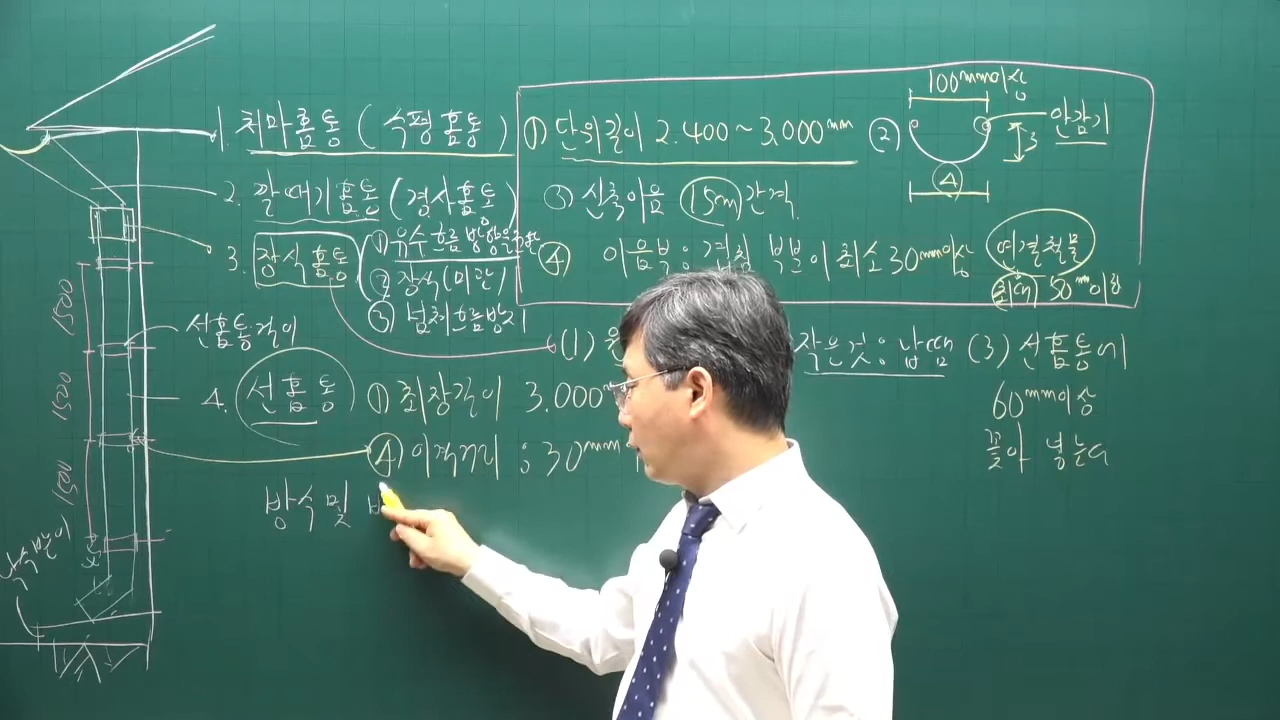 1. 처마홈통 (수평홈통)
① 단위길이 2.400 ~ 3.000mm
②
100mm이상
안감기
3
A
2. 깔때기홈통 (경사홈통)
③ 신축이음 15cm 간격.
3. 장식홈통
① 우수흐름 방향을
② 장식(미관)
③ 넘쳐흐름방지
④ 이음부의 겹침 부분이 최소 30mm이상
연결철물
최대 50m이하
(1)
작은것의 납땜
(3) 선홈통에
60mm이상
꽂아 넣는다
선홈통걸이
4. 선홈통
① 최장길이 3.000m
④ 이격거리 : 30mm
방식 및
1500
1500
1500
낙수받이